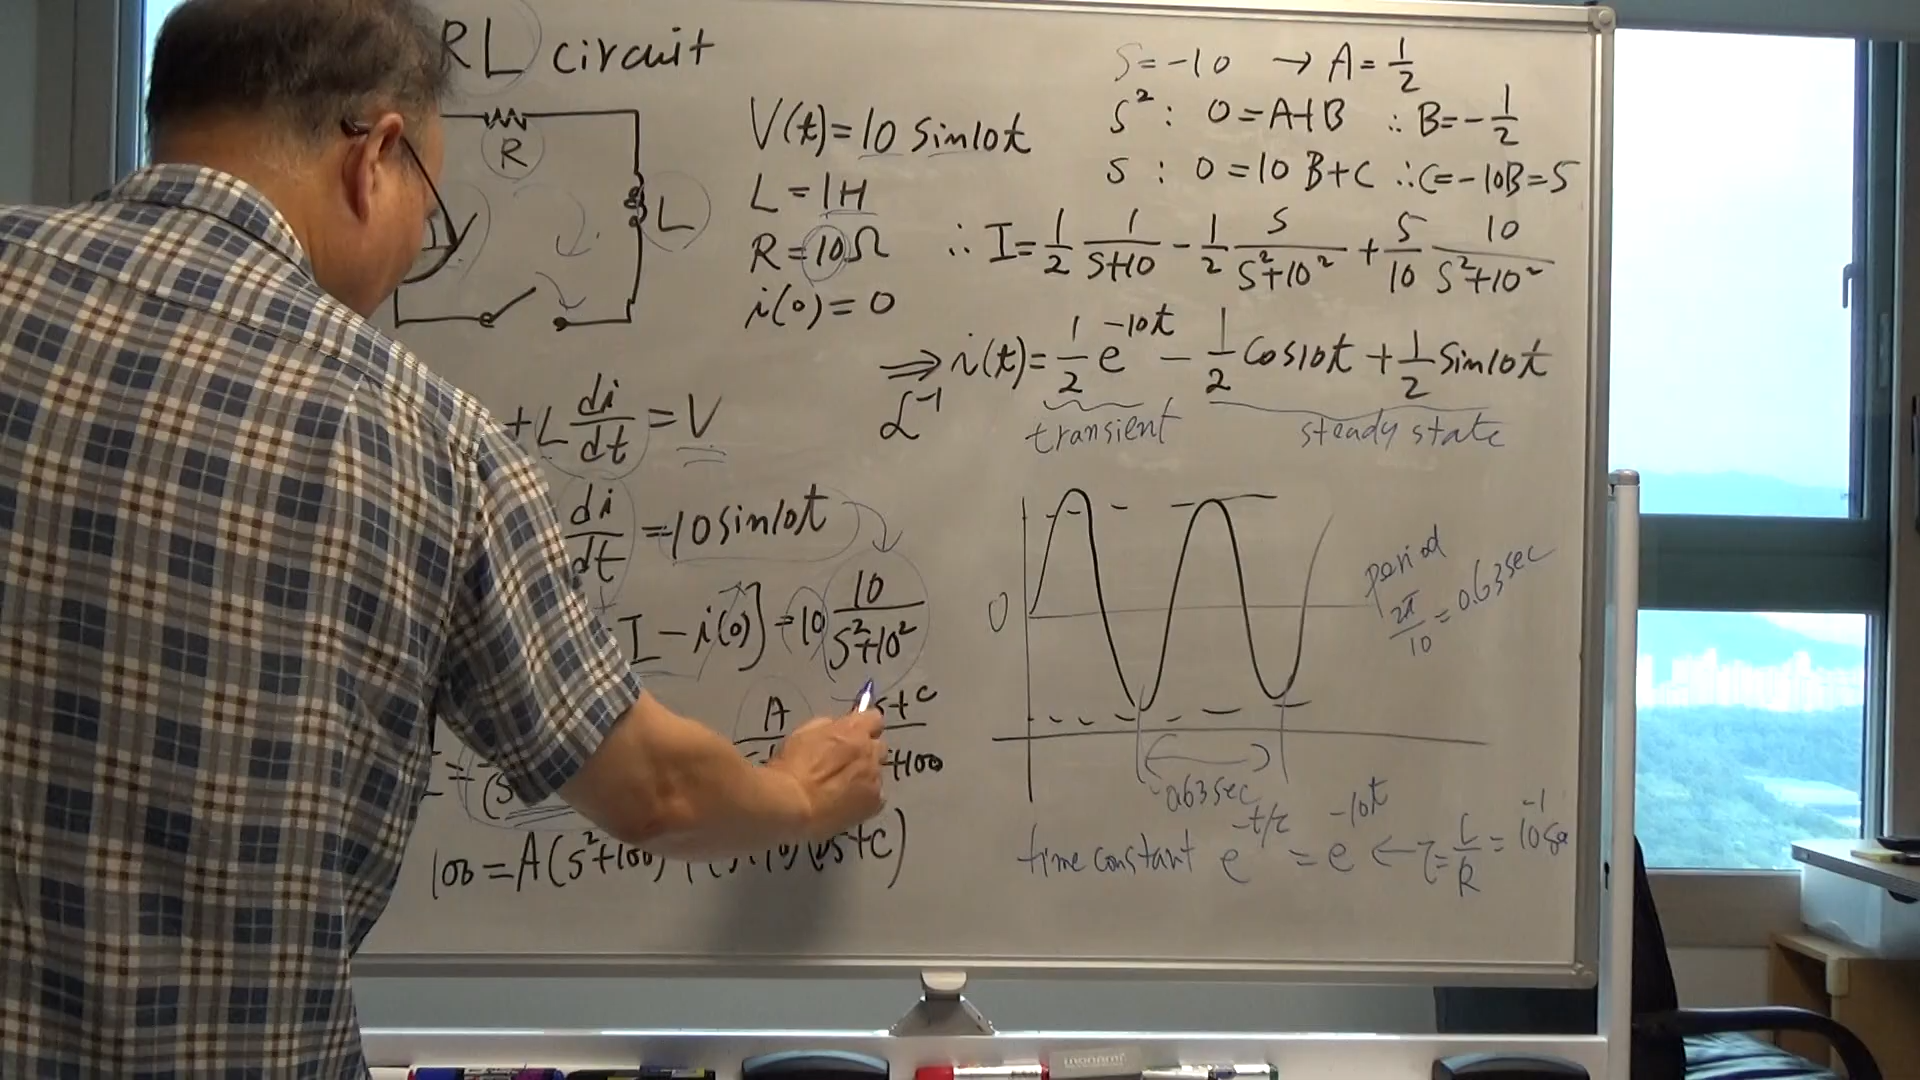 RL circuit
R
L
V
V(t)=10 sin10t
L=1H
R=10Ω
i(0)=0
+L di/dt = V
di/dt = 10sin10t
I - i(0)] = 10 10/(s²+10²)
A s+c
+100
100 = A(s²+100) s+c)
S=-10 → A=1/2
S²: 0=A+B ∴B=-1/2
S : 0=10B+C ∴C=-10B=5
∴ I = 1/2 1/(S+10) - 1/2 S/(S²+10²) + 5/10 10/(S²+10²)
⇒ i(t) = 1/2 e^-10t - 1/2 Cos10t + 1/2 Sin10t
ℒ^-1
transient steady state
0
period
2π/10 = 0.63sec
0.63sec
time constant e^-t/τ = e^-10t ← τ = L/R = 10^-1
monami